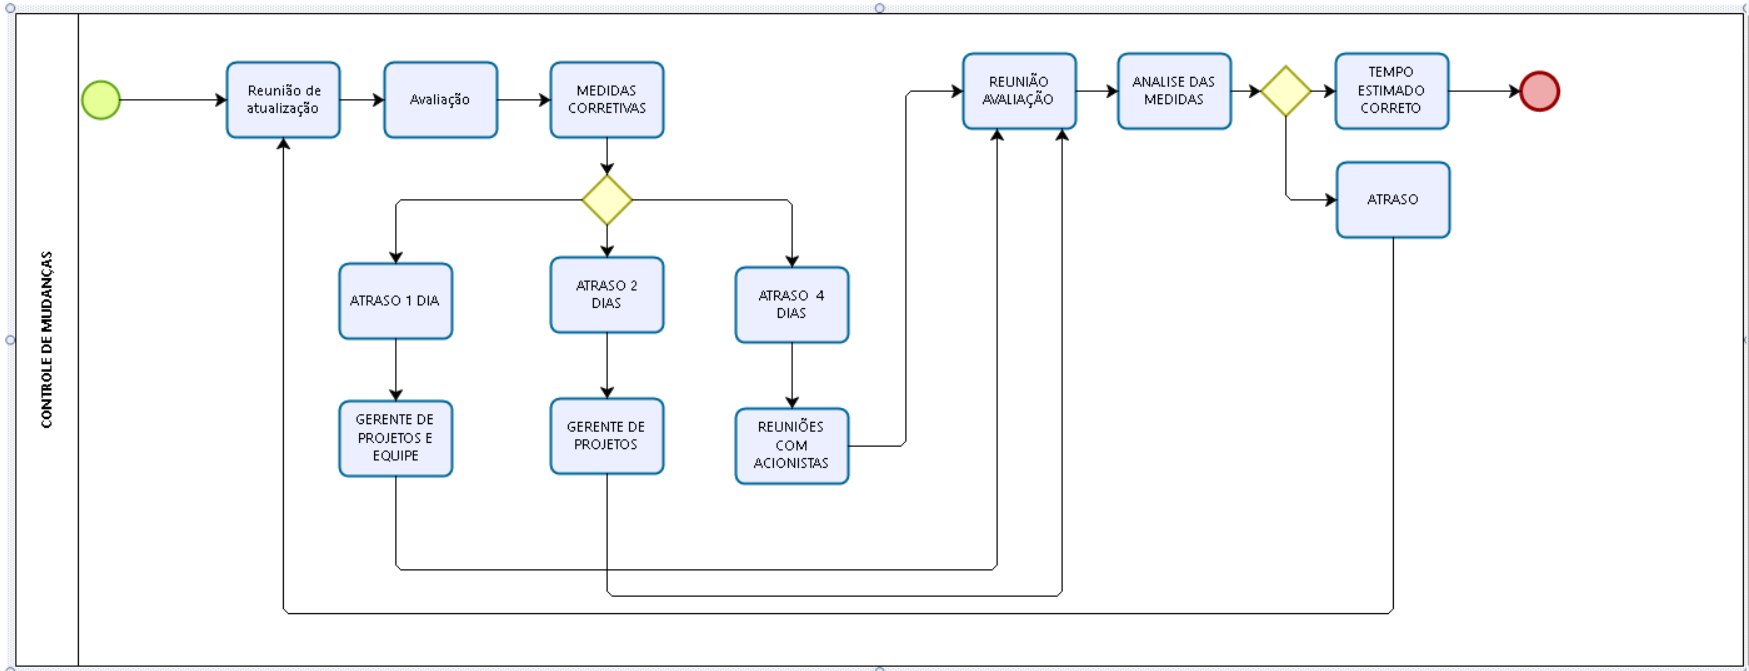 CONTROLE DE MUDANÇAS
Reunião de
atualização
Avaliação
MEDIDAS
CORRETIVAS
ATRASO 1 DIA
GERENTE DE
PROJETOS E
EQUIPE
ATRASO 2
DIAS
GERENTE DE
PROJETOS
ATRASO  4
DIAS
REUNIÕES
COM
ACIONISTAS
REUNIÃO
AVALIAÇÃO
ANALISE DAS
MEDIDAS
TEMPO
ESTIMADO
CORRETO
ATRASO